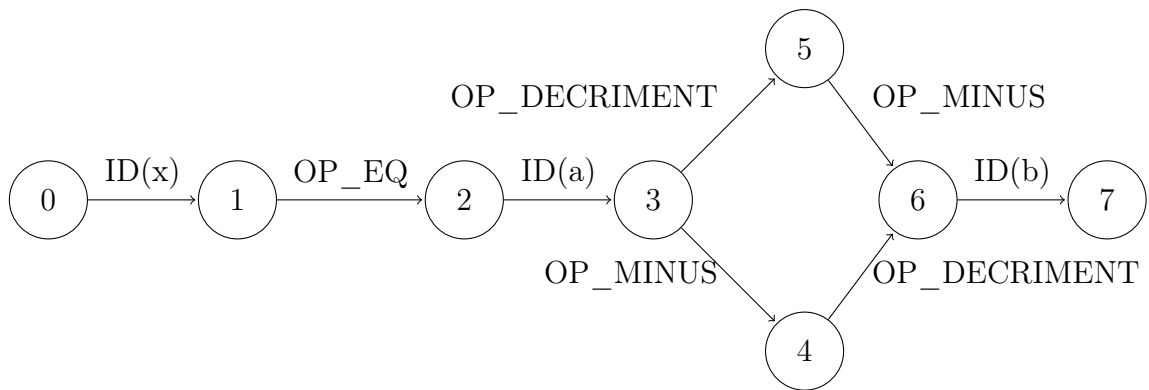 5
OP_DECRIMENT
OP_MINUS
ID(x)
OP_EQ
ID(a)
ID(b)
0
1
2
3
6
7
OP_MINUS
OP_DECRIMENT
4